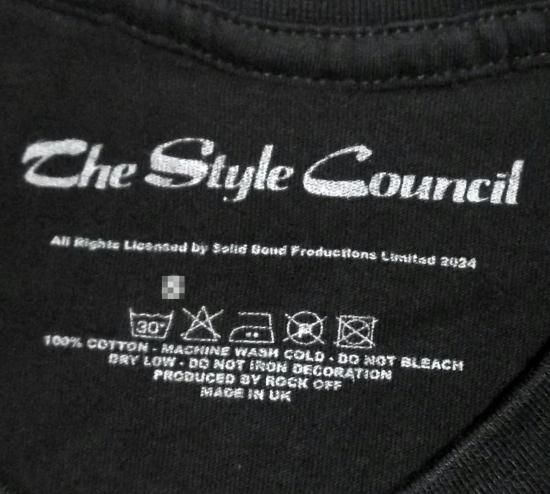 The Style Council
All Rights Licensed by Solid Bond Productions Limited 2024
30°
100% COTTON - MACHINE WASH COLD - DO NOT BLEACH
DRY LOW - DO NOT IRON DECORATION
PRODUCED BY ROCK OFF
MADE IN UK